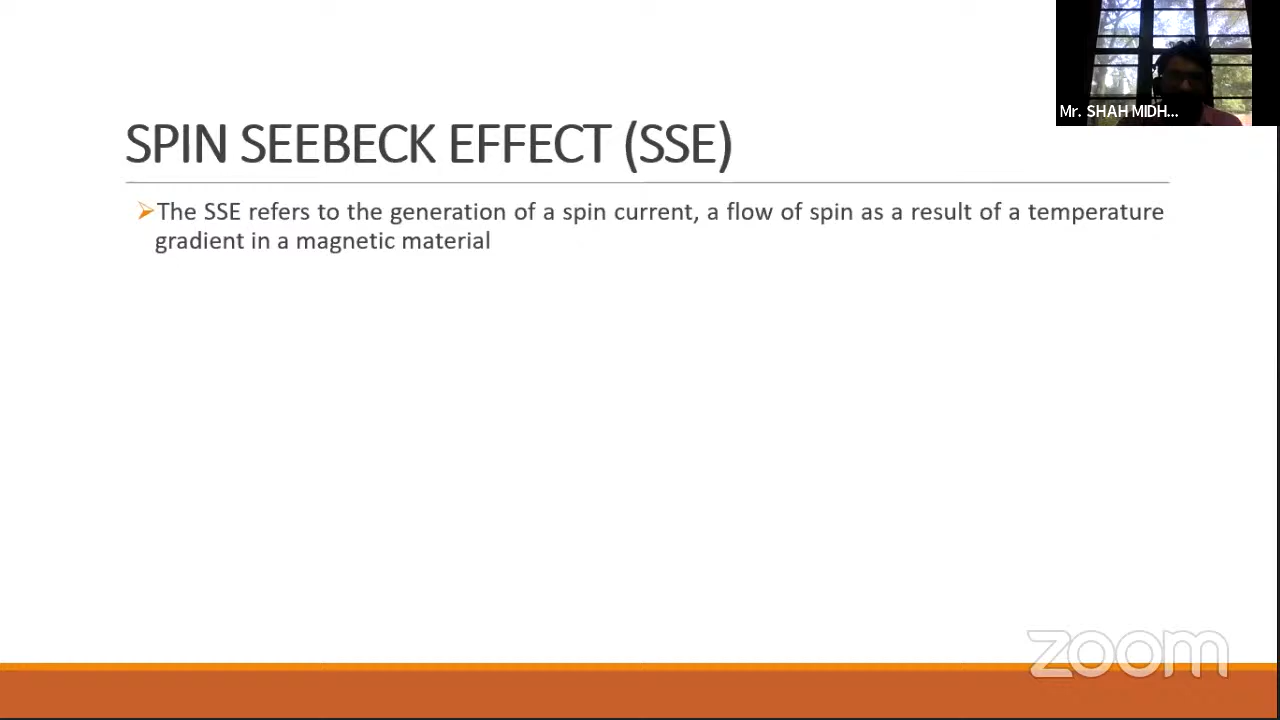 Mr. SHAH MIDH...
SPIN SEEBECK EFFECT (SSE)
The SSE refers to the generation of a spin current, a flow of spin as a result of a temperature
gradient in a magnetic material
zoom